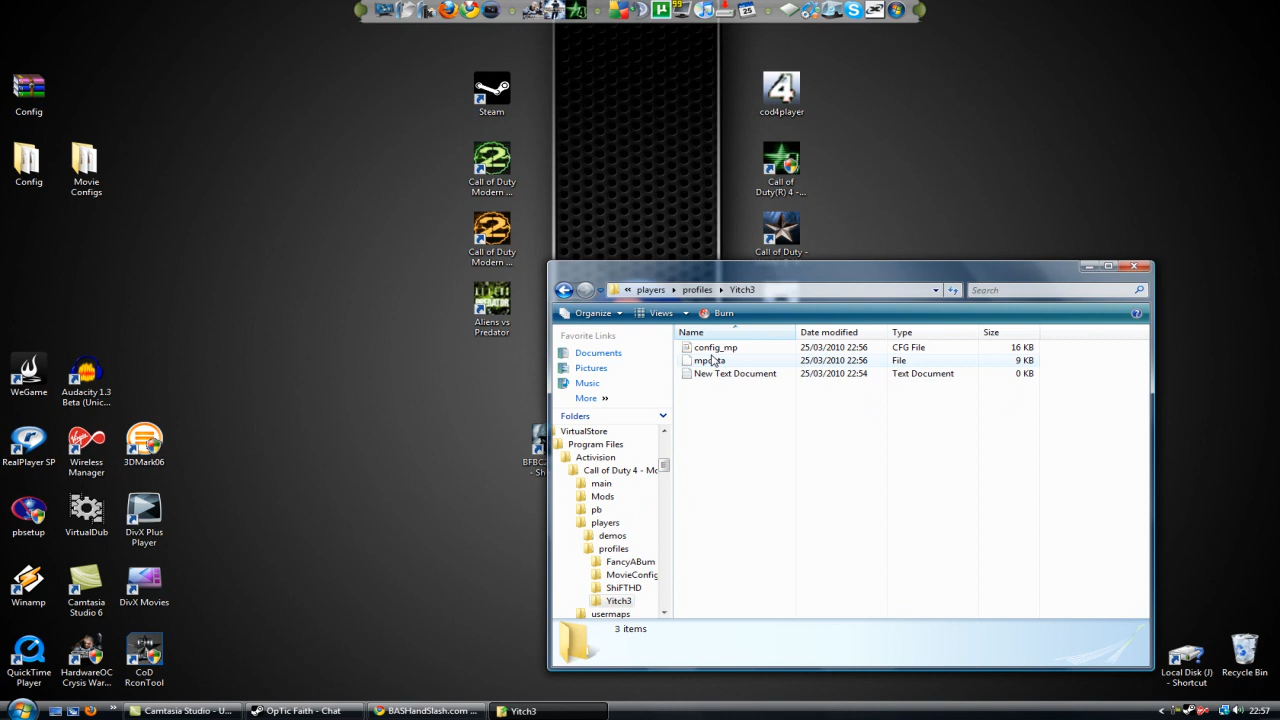 99
25
Config
Steam
cod4player
Config
Movie
Configs
Call of Duty
Modern ...
Call of
Duty(R) 4 -...
Call of Duty
Modern ...
Call of Duty -
Aliens vs
Predator
WeGame
Audacity 1.3
Beta (Unic...
RealPlayer SP
Wireless
Manager
3DMark06
BFBC
- Sh
pbsetup
VirtualDub
DivX Plus
Player
Winamp
Camtasia
Studio 6
DivX Movies
QuickTime
Player
HardwareOC
Crysis War...
CoD
RconTool
« players ▸ profiles ▸ Yitch3
Search
Organize Views Burn
Favorite Links
Documents
Pictures
Music
More »
Folders
VirtualStore
Program Files
Activision
Call of Duty 4 - Mo
main
Mods
pb
players
demos
profiles
FancyABum
MovieConfig
ShiFTHD
Yitch3
usermaps
Name Date modified Type Size
config_mp 25/03/2010 22:56 CFG File 16 KB
25/03/2010 22:56 File 9 KB
New Text Document 25/03/2010 22:54 Text Document 0 KB
3 items
Local Disk (J)
- Shortcut
Recycle Bin
Camtasia Studio - U...
OpTic Faith - Chat
BASHandSlash.com ...
Yitch3
22:57